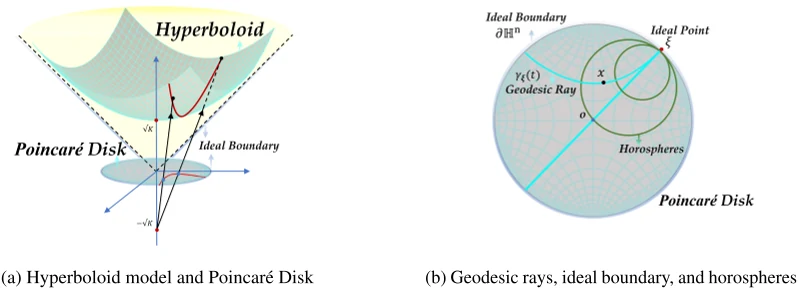 Hyperboloid
√K
Poincaré Disk
Ideal Boundary
-√K
Ideal Boundary
∂ℍⁿ
Ideal Point
ξ
γξ(t)
Geodesic Ray
x
o
Horospheres
Poincaré Disk
(a) Hyperboloid model and Poincaré Disk
(b) Geodesic rays, ideal boundary, and horospheres